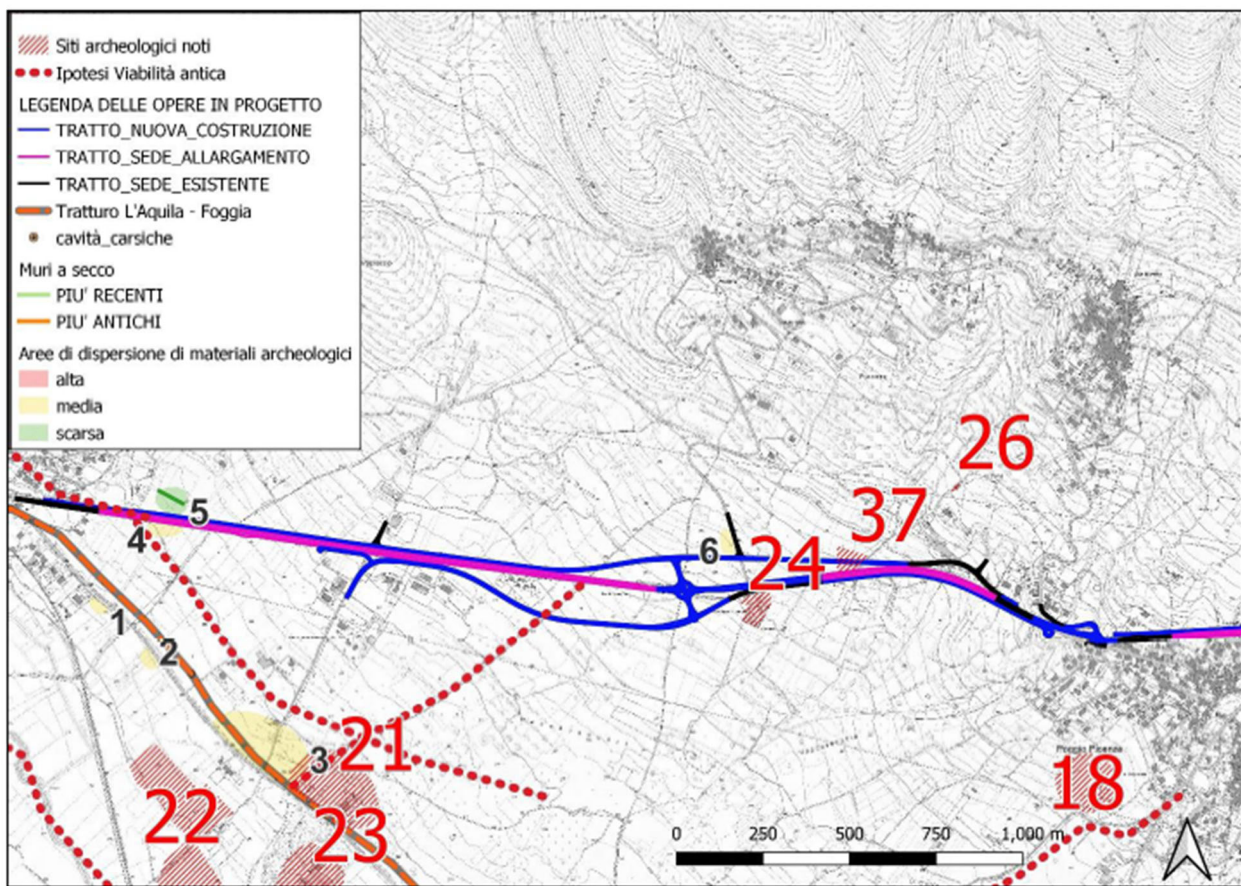 Siti archeologici noti
Ipotesi Viabilità antica
LEGENDA DELLE OPERE IN PROGETTO
TRATTO_NUOVA_COSTRUZIONE
TRATTO_SEDE_ALLARGAMENTO
TRATTO_SEDE_ESISTENTE
Tratturo L'Aquila - Foggia
cavità_carsiche
Muri a secco
PIU' RECENTI
PIU' ANTICHI
Aree di dispersione di materiali archeologici
alta
media
scarsa
26
5
37
4
6
24
1
2
21
3
Poggio Picenze
18
22
23
0 250 500 750 1,000 m